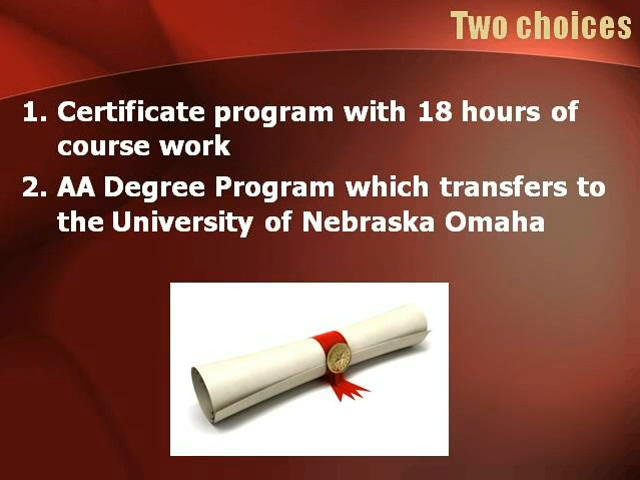 Two choices
1. Certificate program with 18 hours of
course work
2. AA Degree Program which transfers to
the University of Nebraska Omaha